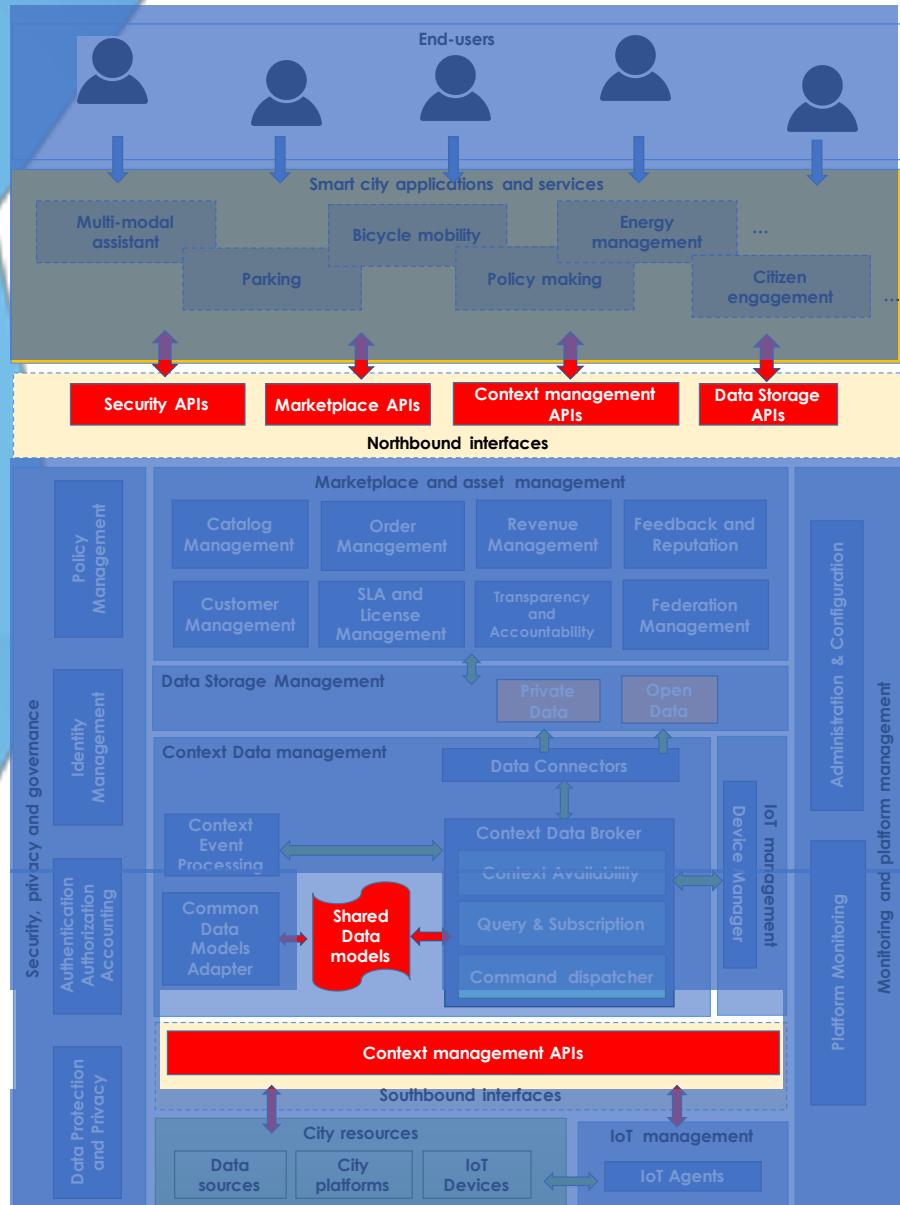 End-users
Smart city applications and services
Multi-modal
assistant
Parking
Bicycle mobility
Policy making
Energy
management
...
Citizen
engagement
...
Security APIs
Marketplace APIs
Context management
APIs
Data Storage
APIs
Northbound interfaces
Security, privacy and governance
Policy
Management
Identity
Management
Authentication
Authorization
Accounting
Data Protection
and Privacy
Marketplace and asset management
Catalog
Management
Order
Management
Revenue
Management
Feedback and
Reputation
Customer
Management
SLA and
License
Management
Transparency
and
Accountability
Federation
Management
Data Storage Management
Private
Data
Open
Data
Context Data management
Data Connectors
Context
Event
Processing
Common
Data
Models
Adapter
Shared
Data
models
Context Data Broker
Context Availability
Query & Subscription
Command dispatcher
Device Manager
IoT management
Context management APIs
Southbound interfaces
City resources
Data
sources
City
platforms
IoT
Devices
IoT management
IoT Agents
Administration & Configuration
Platform Monitoring
Monitoring and platform management